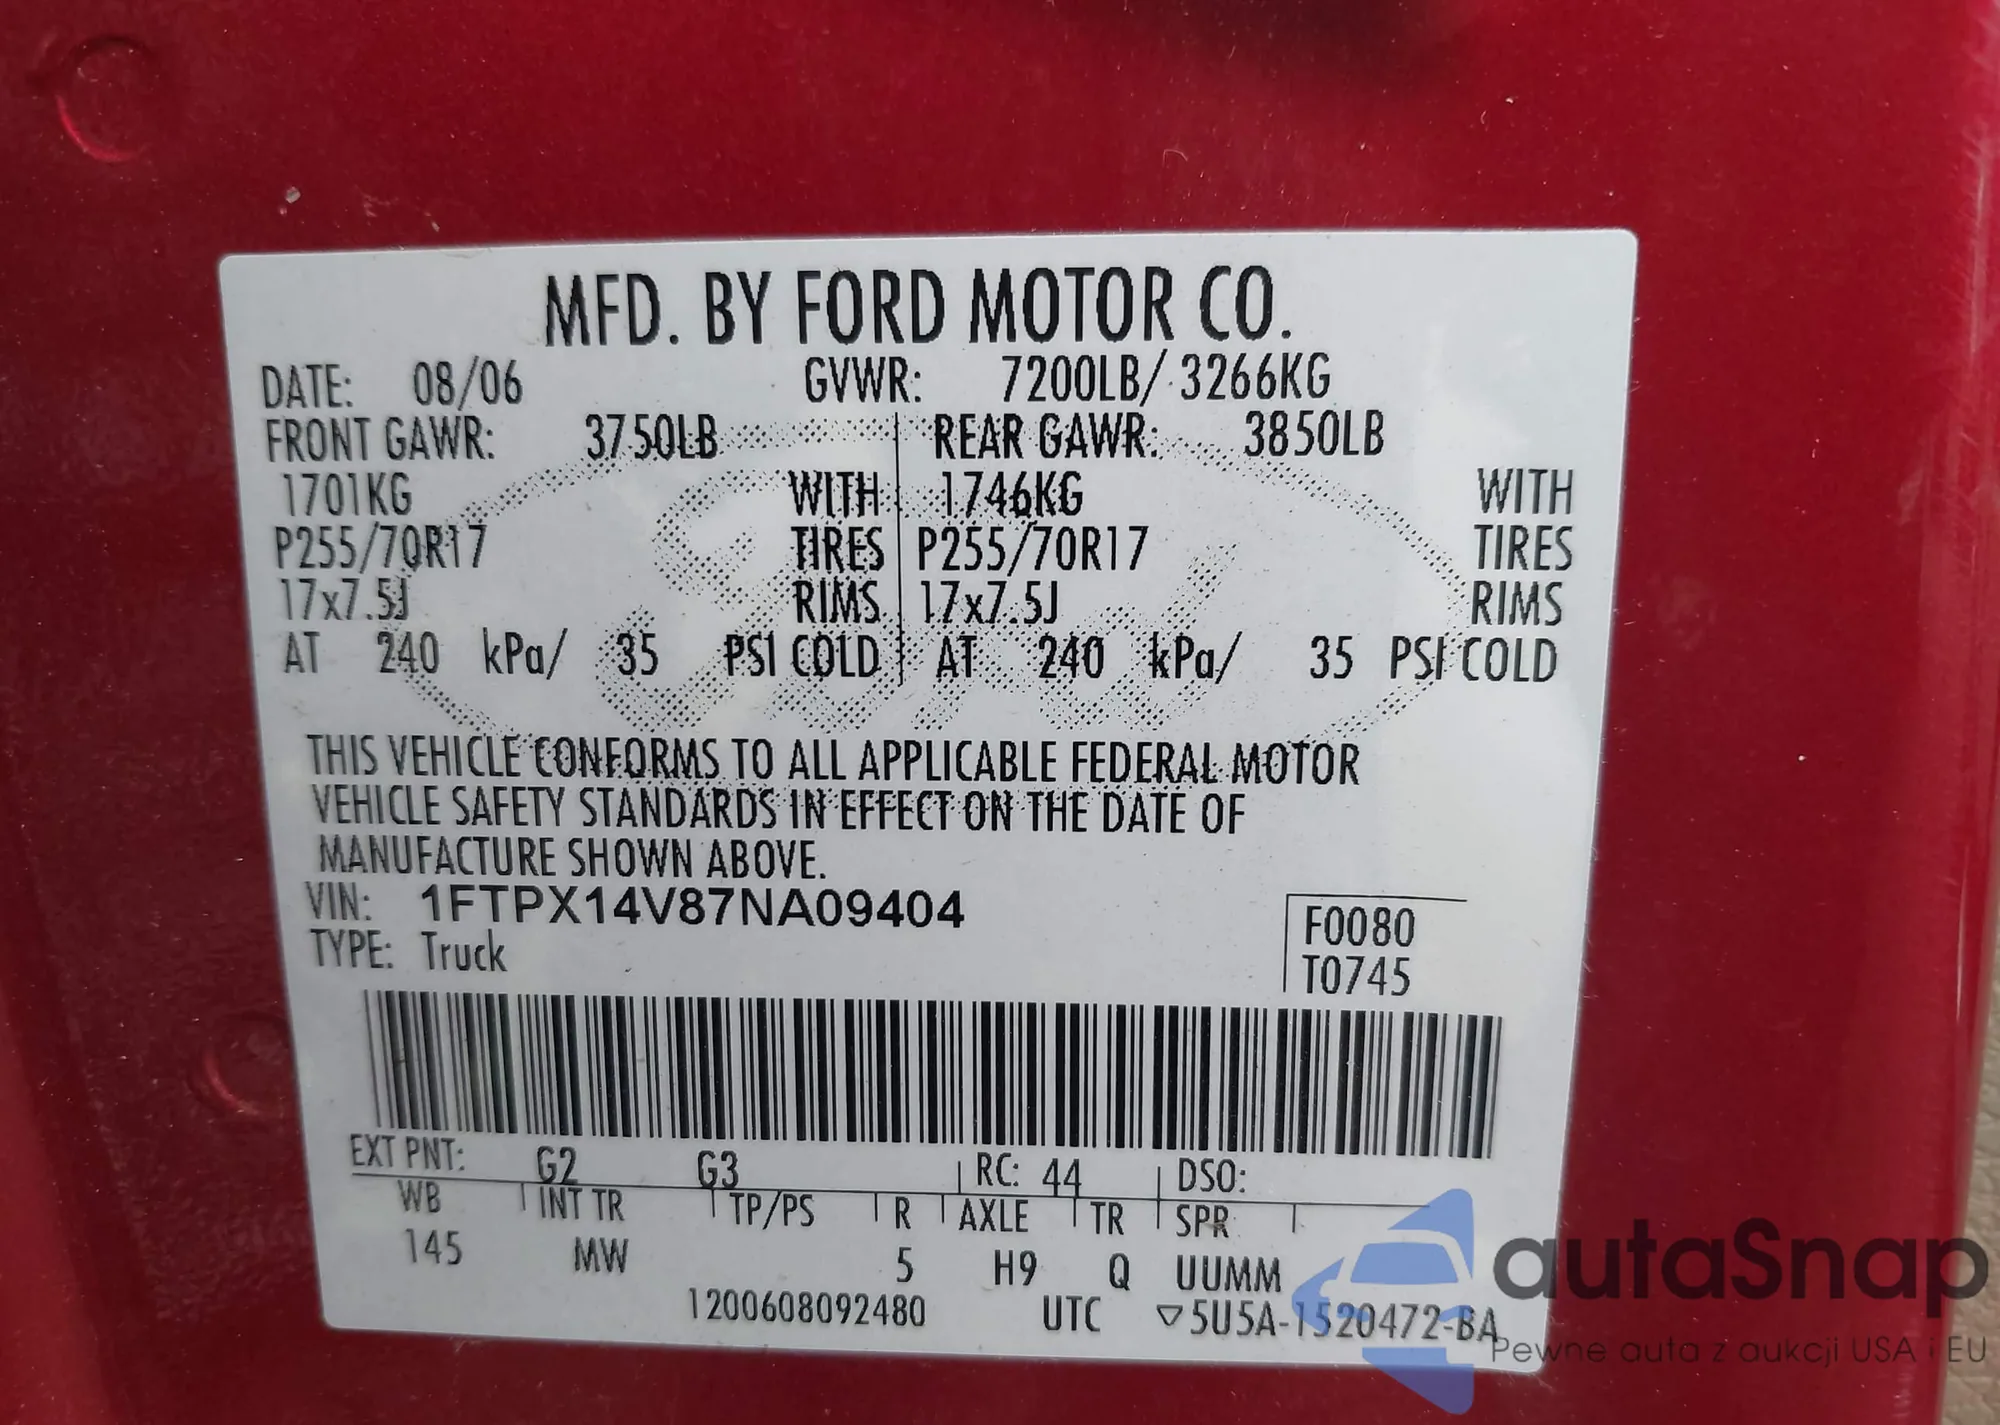 MFD. BY FORD MOTOR CO.
DATE: 08/06 GVWR: 7200LB/ 3266KG
FRONT GAWR: 3750LB REAR GAWR: 3850LB
1701KG WITH 1746KG WITH
P255/70R17 TIRES P255/70R17 TIRES
17x7.5J RIMS 17x7.5J RIMS
AT 240 kPa/ 35 PSI COLD AT 240 kPa/ 35 PSI COLD
THIS VEHICLE CONFORMS TO ALL APPLICABLE FEDERAL MOTOR
VEHICLE SAFETY STANDARDS IN EFFECT ON THE DATE OF
MANUFACTURE SHOWN ABOVE.
VIN: 1FTPX14V87NA09404
TYPE: Truck
F0080
T0745
EXT PNT: G2 G3 RC: 44 DSO:
WB INT TR TP/PS R AXLE TR SPR
145 MW 5 H9 Q UUMM
1200608092480 UTC ▽5U5A-1520472-BA
autaSnap
Pewne auta z aukcji USA i EU